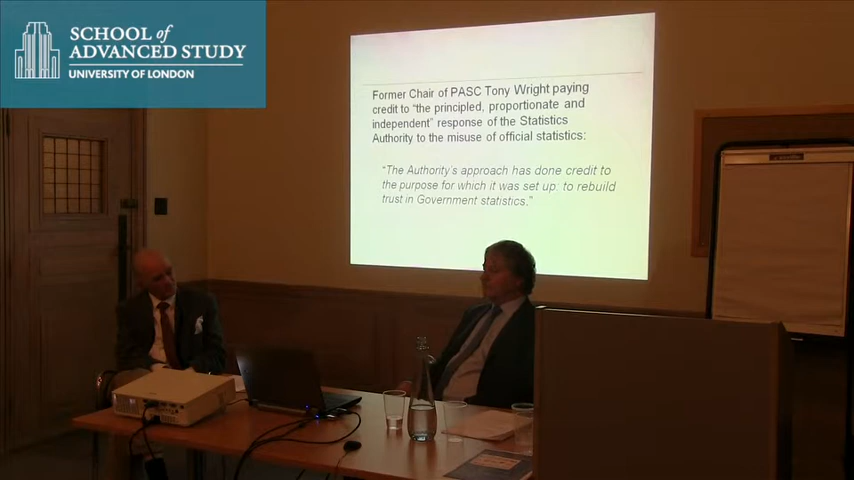 SCHOOL of
ADVANCED STUDY
UNIVERSITY OF LONDON
Former Chair of PASC Tony Wright paying
credit to “the principled, proportionate and
independent” response of the Statistics
Authority to the misuse of official statistics:
“The Authority’s approach has done credit to
the purpose for which it was set up: to rebuild
trust in Government statistics.”